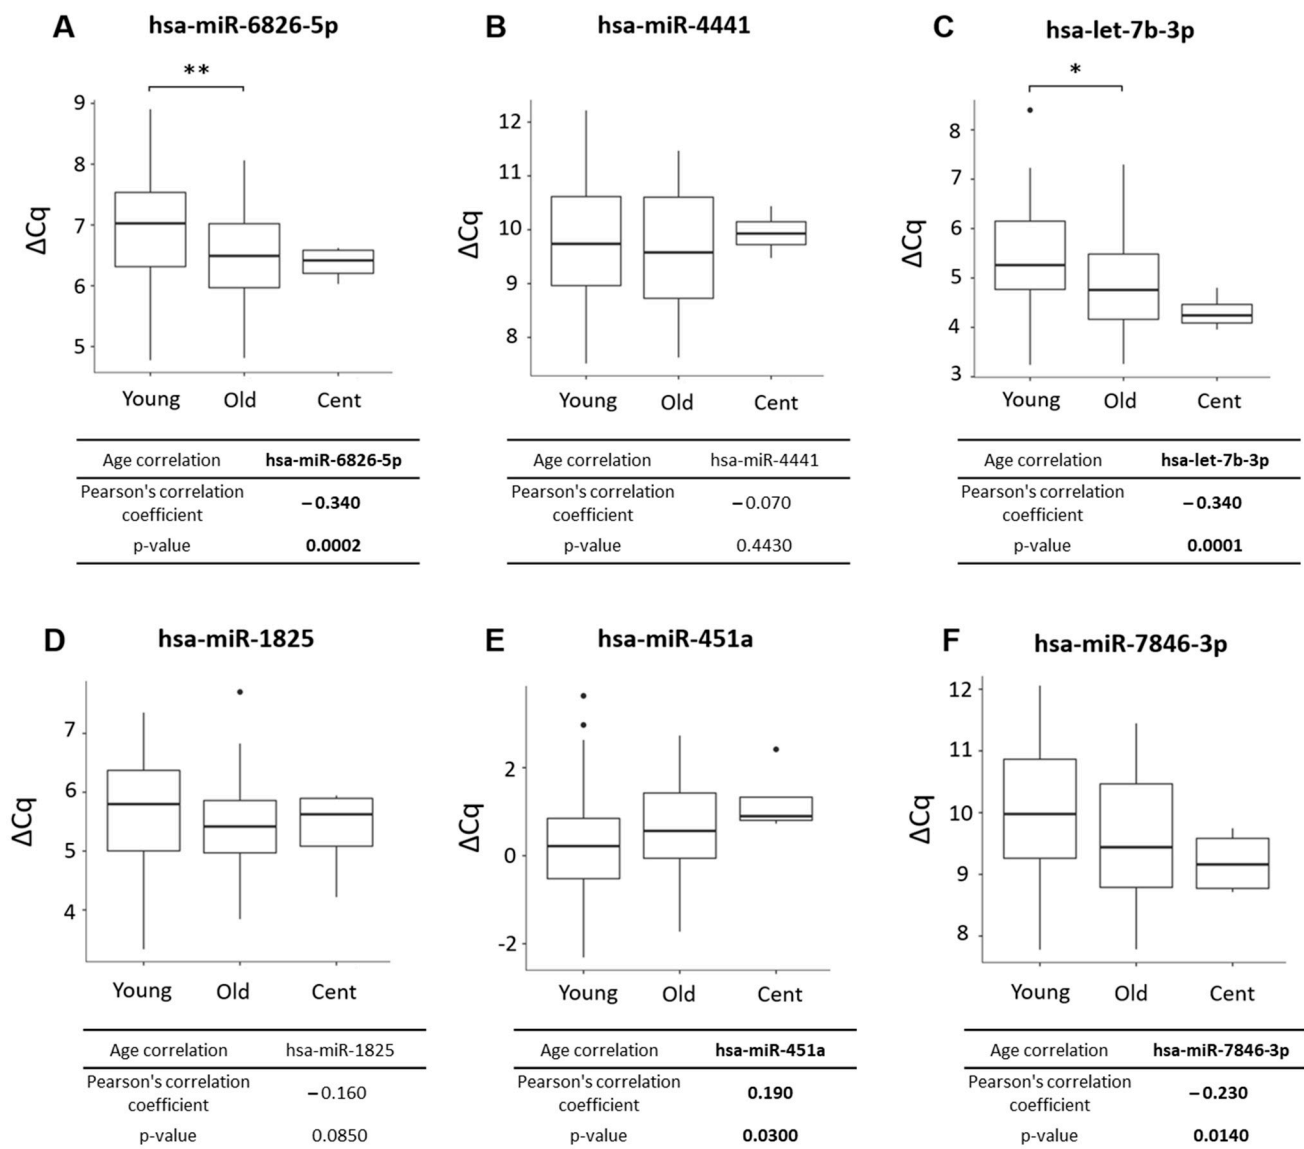 A hsa-miR-6826-5p
**
ΔCq
9
8
7
6
5
Young Old Cent
Age correlation hsa-miR-6826-5p
Pearson's correlation
coefficient
−0.340
p-value 0.0002
B hsa-miR-4441
ΔCq
12
11
10
9
8
Young Old Cent
Age correlation hsa-miR-4441
Pearson's correlation
coefficient
−0.070
p-value 0.4430
C hsa-let-7b-3p
*
ΔCq
8
7
6
5
4
3
Young Old Cent
Age correlation hsa-let-7b-3p
Pearson's correlation
coefficient
−0.340
p-value 0.0001
D hsa-miR-1825
ΔCq
7
6
5
4
Young Old Cent
Age correlation hsa-miR-1825
Pearson's correlation
coefficient
−0.160
p-value 0.0850
E hsa-miR-451a
ΔCq
2
0
-2
Young Old Cent
Age correlation hsa-miR-451a
Pearson's correlation
coefficient
0.190
p-value 0.0300
F hsa-miR-7846-3p
ΔCq
12
11
10
9
8
Young Old Cent
Age correlation hsa-miR-7846-3p
Pearson's correlation
coefficient
−0.230
p-value 0.0140